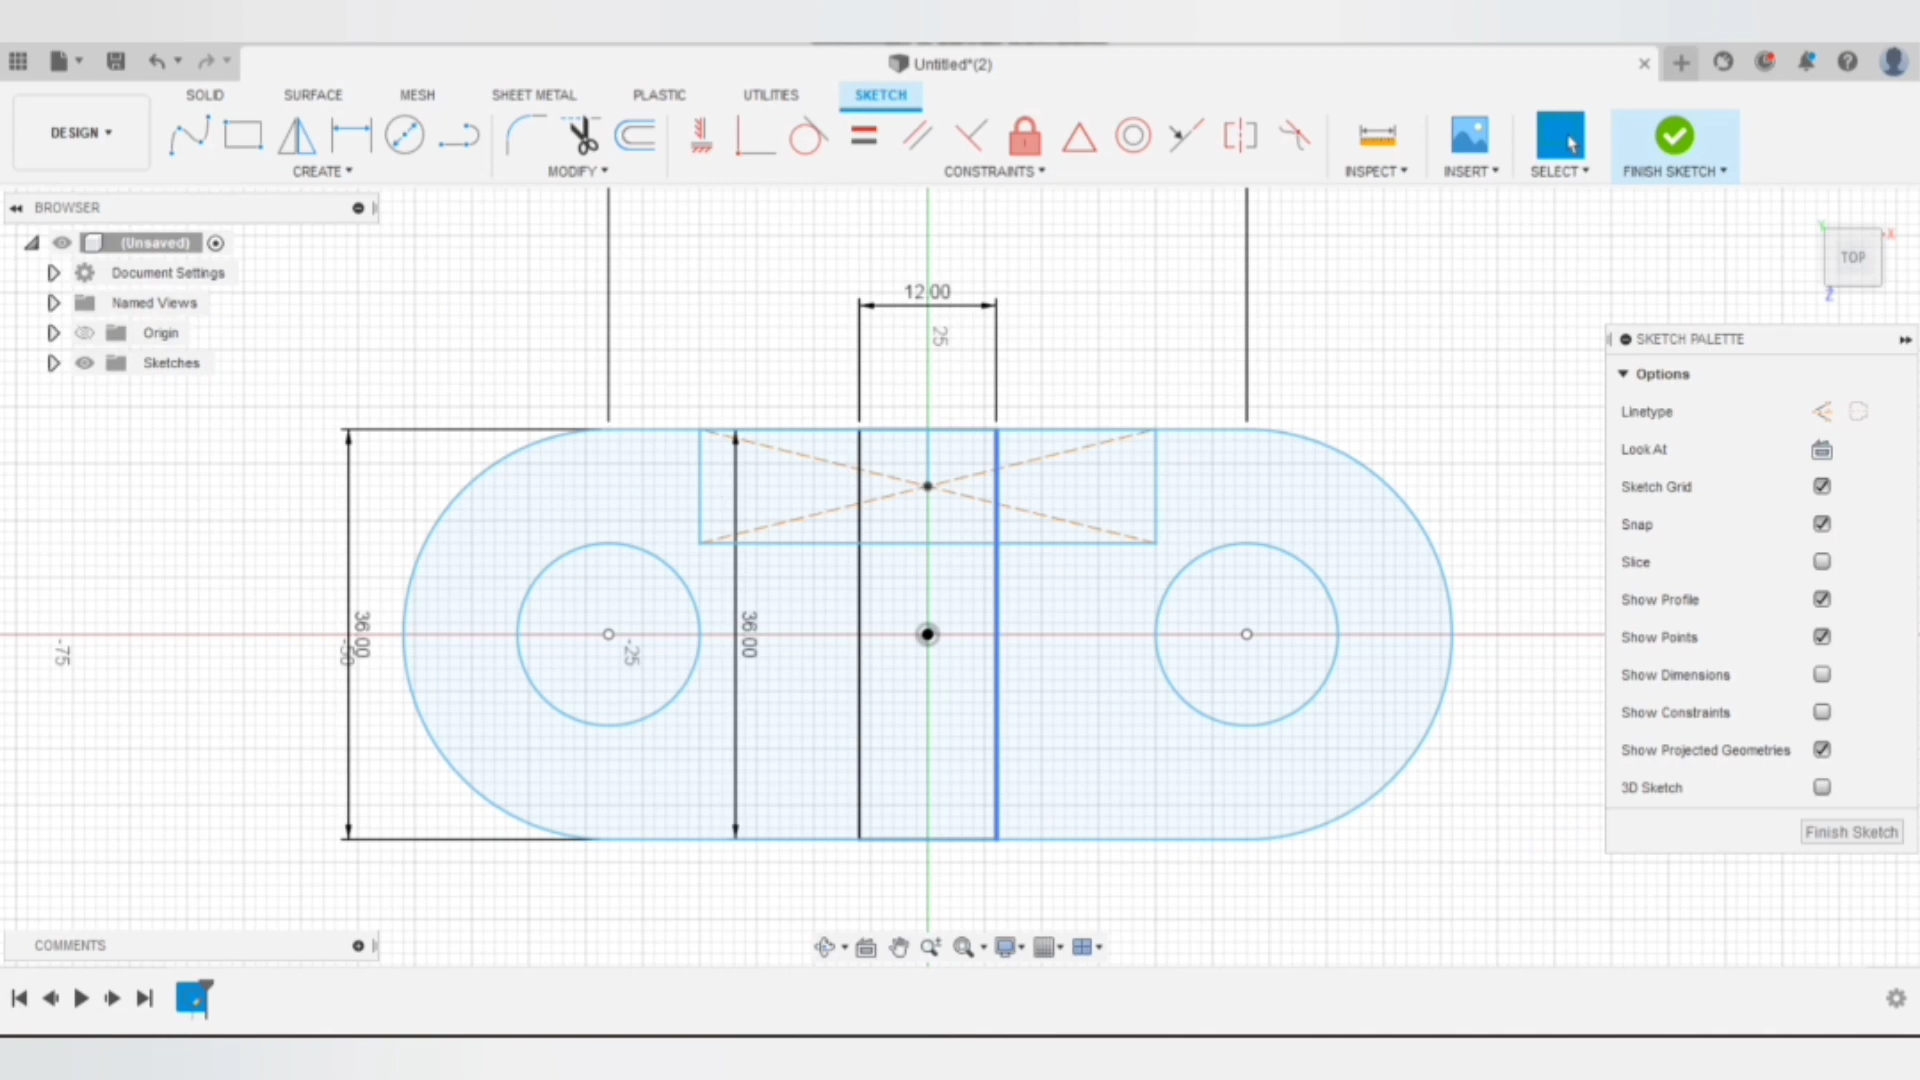 Untitled*(2)
SOLID SURFACE MESH SHEET METAL PLASTIC UTILITIES SKETCH
DESIGN
CREATE MODIFY CONSTRAINTS INSPECT INSERT SELECT FINISH SKETCH
BROWSER
(Unsaved)
Document Settings
Named Views
Origin
Sketches
TOP
X
Y
Z
12.00
25
36.00
36.00
-75
-50
-25
SKETCH PALETTE
Options
Linetype
Look At
Sketch Grid
Snap
Slice
Show Profile
Show Points
Show Dimensions
Show Constraints
Show Projected Geometries
3D Sketch
Finish Sketch
COMMENTS